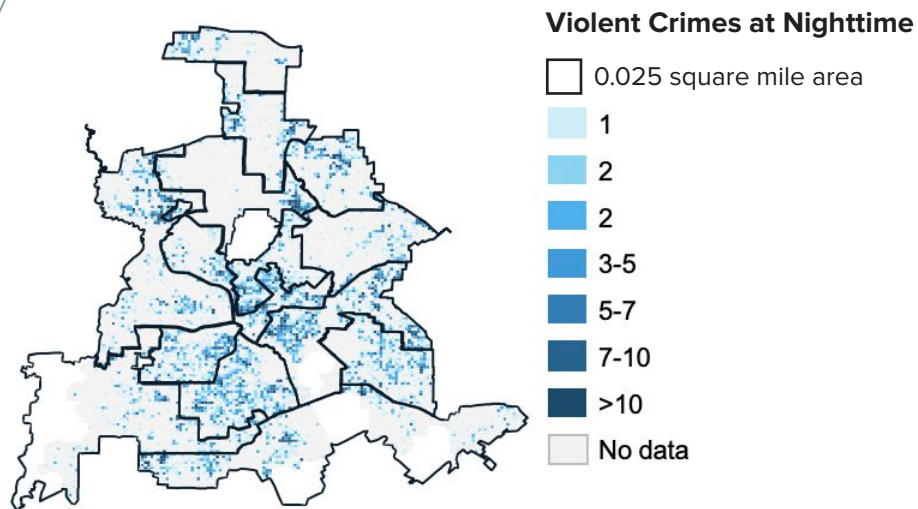 Violent Crimes at Nighttime
0.025 square mile area
1
2
2
3-5
5-7
7-10
>10
No data